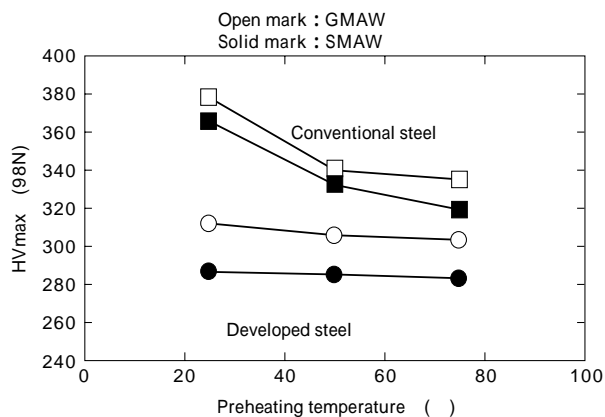 Open mark : GMAW
Solid mark : SMAW
400
380
360
340
320
300
280
260
240
HVmax (98N)
Conventional steel
Developed steel
0
20
40
60
80
100
Preheating temperature ( )